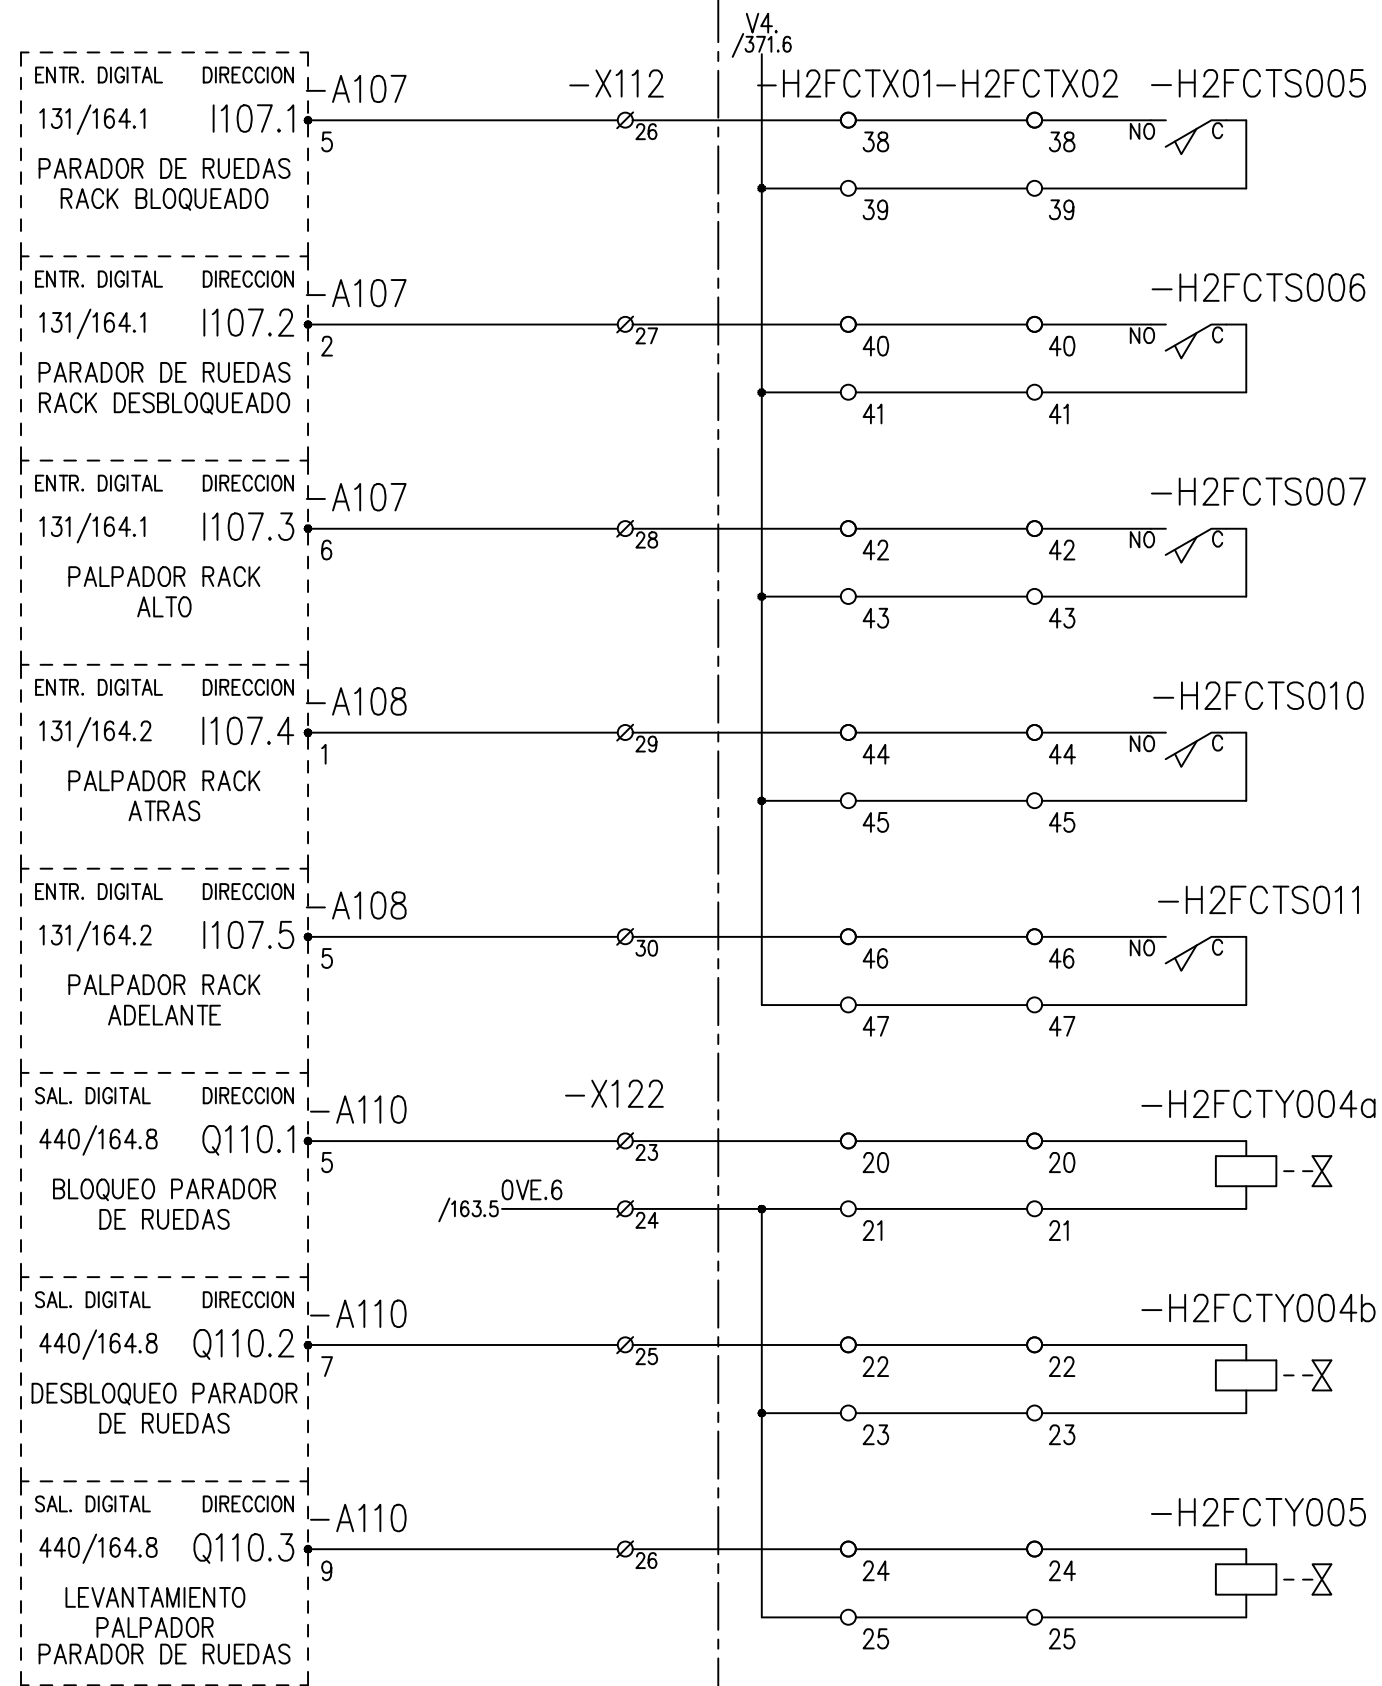 V4.
/371.6
ENTR. DIGITAL DIRECCION
-A107 -X112 -H2FCTX01-H2FCTX02 -H2FCTS005
131/164.1 I107.1
5 26 38 38 NO C
PARADOR DE RUEDAS
RACK BLOQUEADO
39 39
ENTR. DIGITAL DIRECCION
-A107 -H2FCTS006
131/164.1 I107.2
2 27 40 40 NO C
PARADOR DE RUEDAS
RACK DESBLOQUEADO
41 41
ENTR. DIGITAL DIRECCION
-A107 -H2FCTS007
131/164.1 I107.3
6 28 42 42 NO C
PALPADOR RACK
ALTO
43 43
ENTR. DIGITAL DIRECCION
-A108 -H2FCTS010
131/164.2 I107.4
1 29 44 44 NO C
PALPADOR RACK
ATRAS
45 45
ENTR. DIGITAL DIRECCION
-A108 -H2FCTS011
131/164.2 I107.5
5 30 46 46 NO C
PALPADOR RACK
ADELANTE
47 47
SAL. DIGITAL DIRECCION
-A110 -X122 -H2FCTY004a
440/164.8 Q110.1
5 23 20 20
BLOQUEO PARADOR
DE RUEDAS
/163.5 0VE.6 24 21 21
SAL. DIGITAL DIRECCION
-A110 -H2FCTY004b
440/164.8 Q110.2
7 25 22 22
DESBLOQUEO PARADOR
DE RUEDAS
23 23
SAL. DIGITAL DIRECCION
-A110 -H2FCTY005
440/164.8 Q110.3
9 26 24 24
LEVANTAMIENTO
PALPADOR
PARADOR DE RUEDAS
25 25